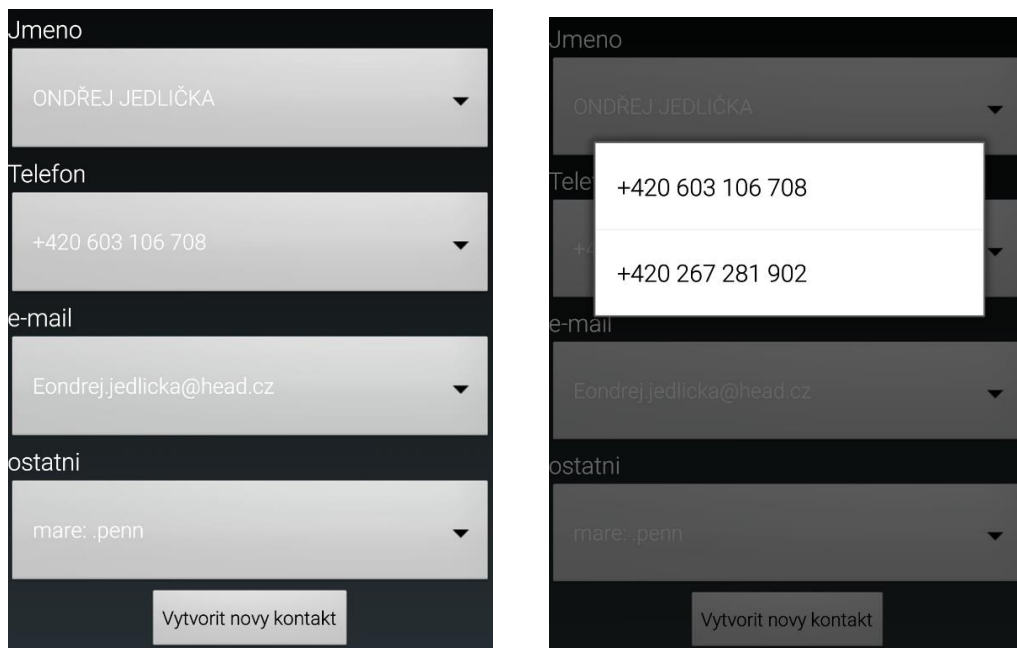 Jmeno
ONDŘEJ JEDLIČKA
Telefon
+420 603 106 708
e-mail
Eondrej.jedlicka@head.cz
ostatni
mare: .penn
Vytvorit novy kontakt
Jmeno
ONDŘEJ JEDLIČKA
Tele
+420 603 106 708
+4
+420 267 281 902
e-mail
Eondrej.jedlicka@head.cz
ostatni
mare: .penn
Vytvorit novy kontakt